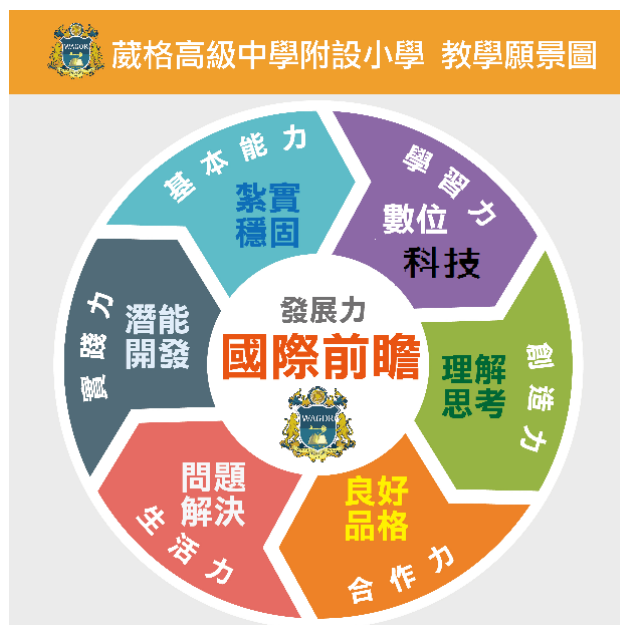 WAGOR
葳格高級中學附設小學 教學願景圖
基本能力
紮實
穩固
學習力
數位
科技
創造力
理解
思考
合作力
良好
品格
生活力
問題
解決
實踐力
潛能
開發
發展力
國際前瞻
WAGOR